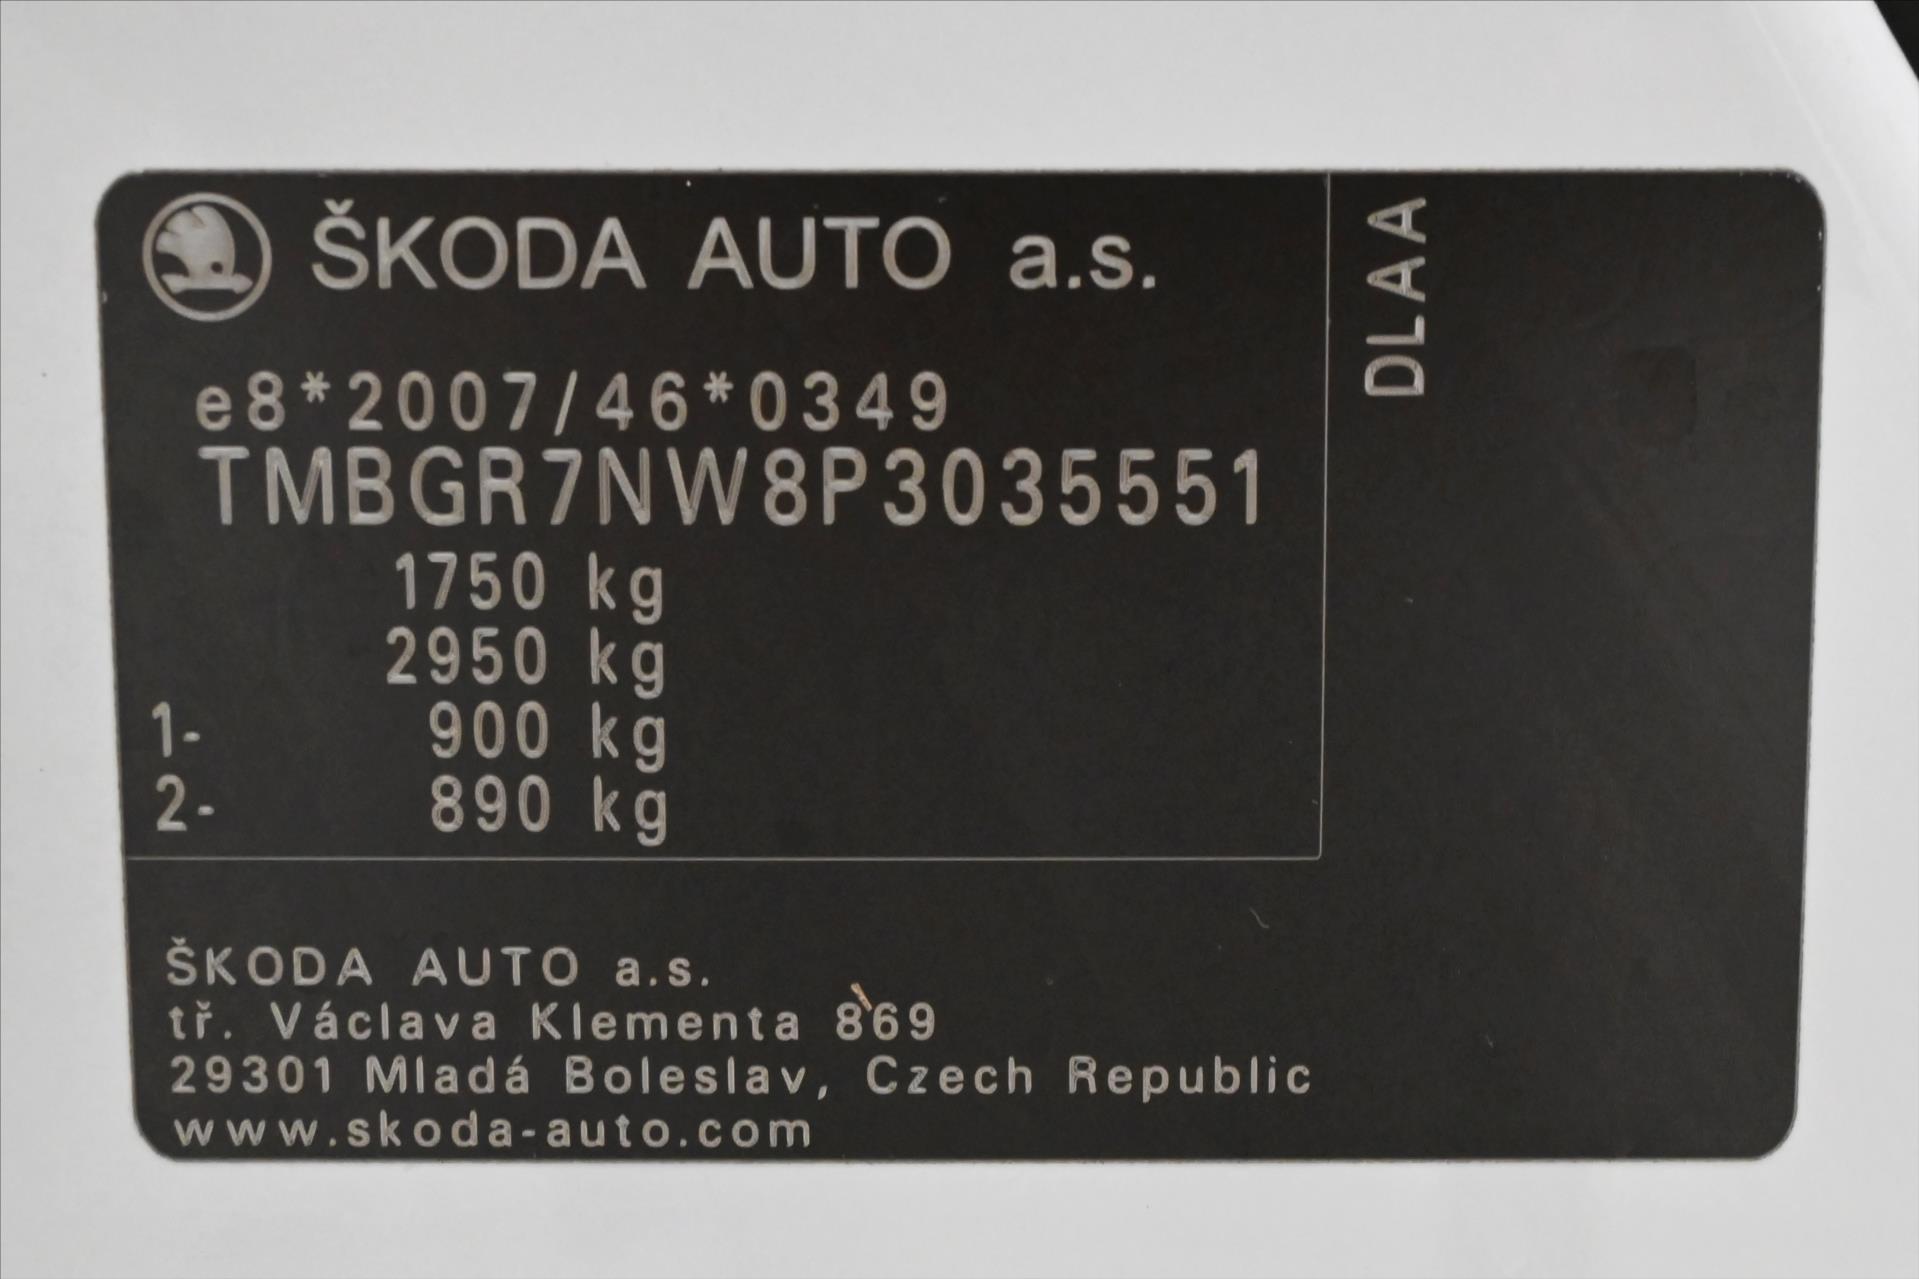 ŠKODA AUTO a.s.
e8*2007/46*0349
TMBGR7NW8P3035551
1750 kg
2950 kg
1- 900 kg
2- 890 kg
DLAA
ŠKODA AUTO a.s.
tř. Václava Klementa 869
29301 Mladá Boleslav, Czech Republic
www.skoda-auto.com